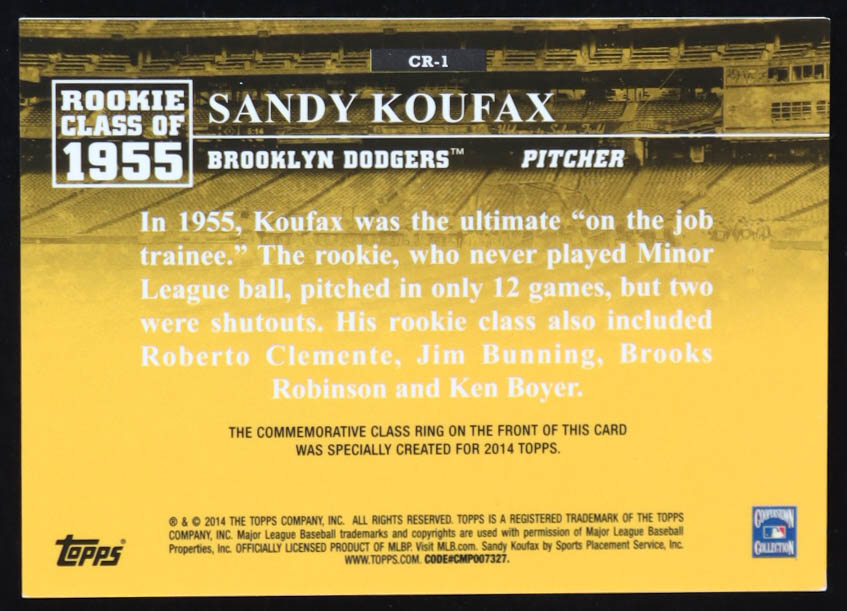 CR-1
ROOKIE
CLASS OF
1955
SANDY KOUFAX
BROOKLYN DODGERS™
PITCHER
In 1955, Koufax was the ultimate “on the job
trainee.” The rookie, who never played Minor
League ball, pitched in only 12 games, but two
were shutouts. His rookie class also included
Roberto Clemente, Jim Bunning, Brooks
Robinson and Ken Boyer.
THE COMMEMORATIVE CLASS RING ON THE FRONT OF THIS CARD
WAS SPECIALLY CREATED FOR 2014 TOPPS.
® & © 2014 THE TOPPS COMPANY, INC. ALL RIGHTS RESERVED. TOPPS IS A REGISTERED TRADEMARK OF THE TOPPS
COMPANY, INC. Major League Baseball trademarks and copyrights are used with permission of Major League Baseball
Properties, Inc. OFFICIALLY LICENSED PRODUCT OF MLBP. Visit MLB.com. Sandy Koufax by Sports Placement Service, Inc.
WWW.TOPPS.COM. CODE#CMP007327.
Topps®
COOPERSTOWN
COLLECTION